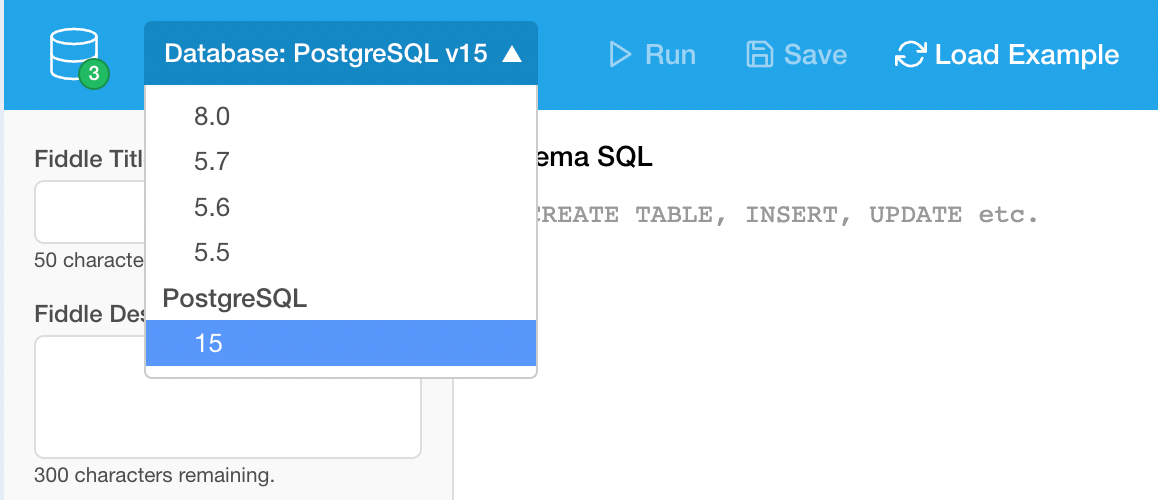 3
Database: PostgreSQL v15
Run
Save
Load Example
8.0
5.7
5.6
5.5
PostgreSQL
15
Fiddle Titl
50 characte
Fiddle Des
300 characters remaining.
ema SQL
CREATE TABLE, INSERT, UPDATE etc.